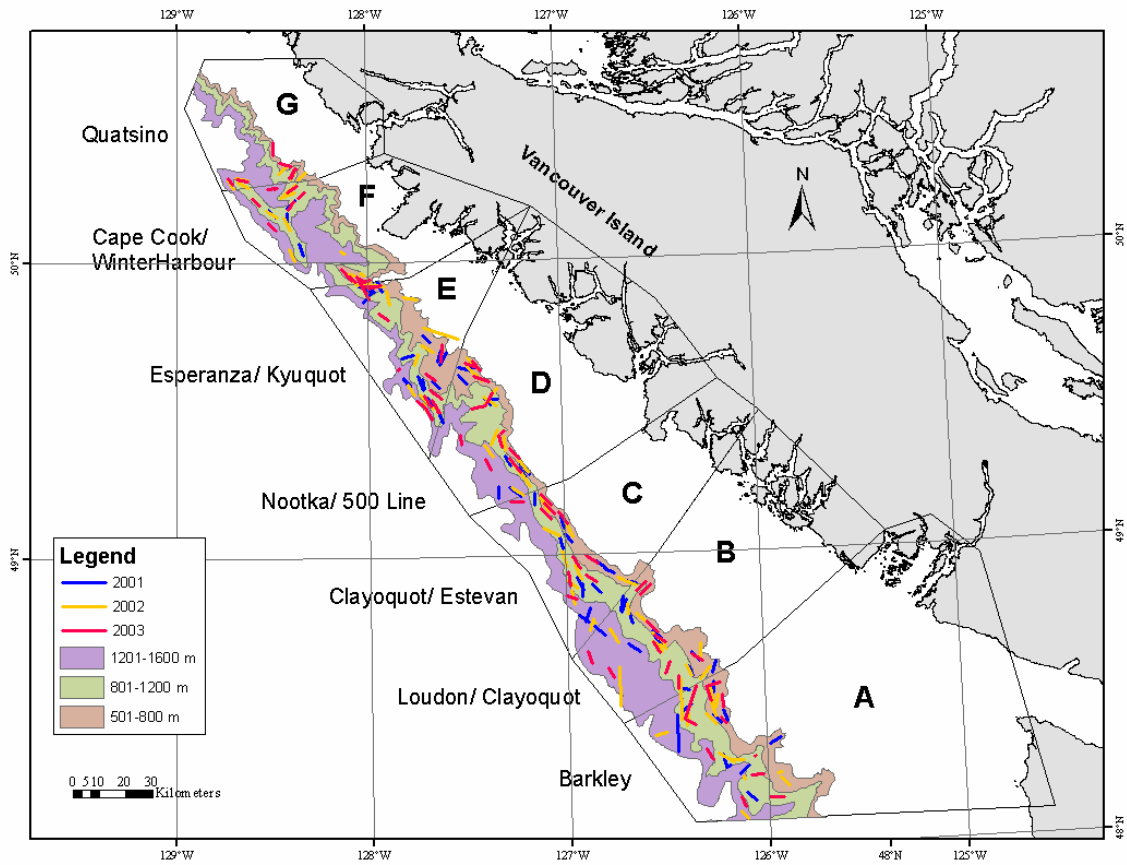 129°W
128°W
127°W
126°W
125°W
G
Quatsino
N
Vancouver Island
F
50°N
Cape Cook/
WinterHarbour
50°N
E
Esperanza/ Kyuquot
D
Nootka/ 500 Line
C
49°N
B
49°N
Legend
2001
2002
2003
1201-1600 m
801-1200 m
501-800 m
Clayoquot/ Estevan
Loudon/ Clayoquot
A
Barkley
0 5 10 20 30
Kilometers
48°N
129°W
128°W
127°W
126°W
48°N
125°W